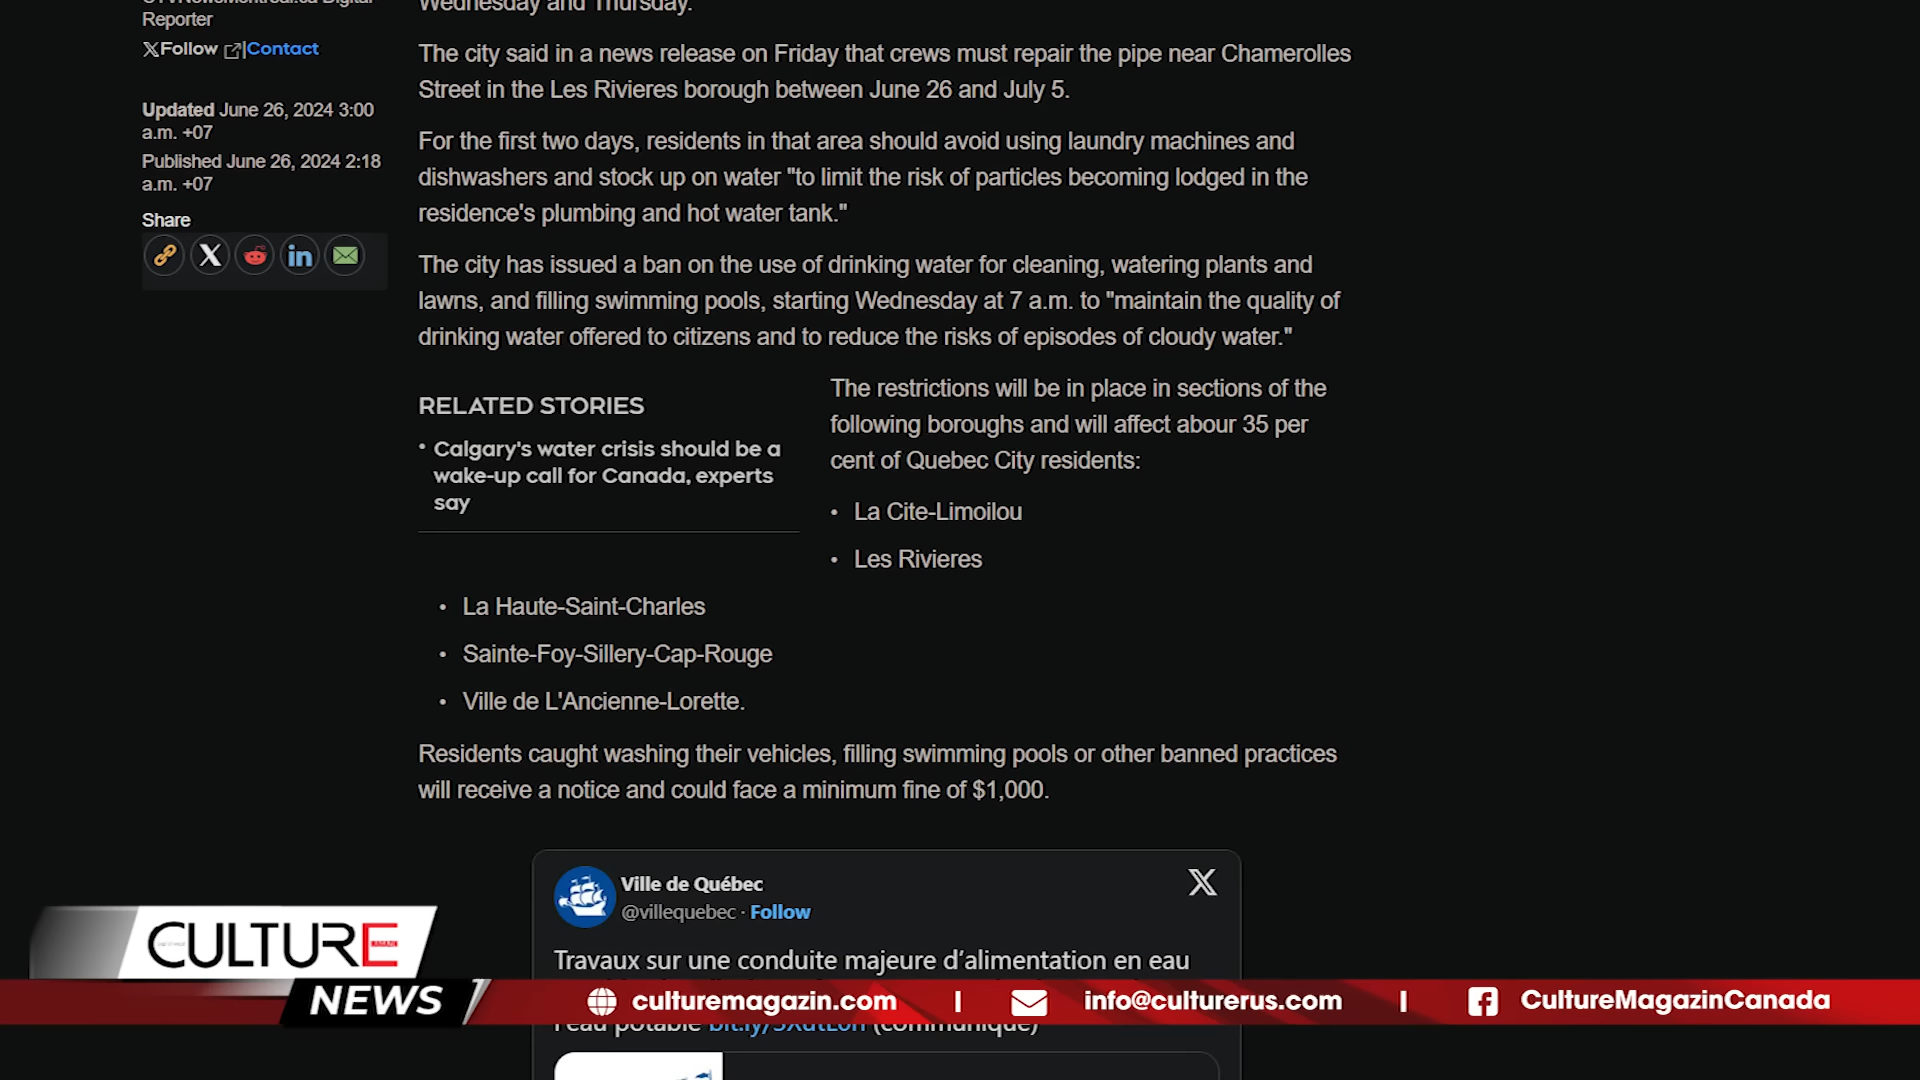 Reporter
Follow | Contact
Updated June 26, 2024 3:00
a.m. +07
Published June 26, 2024 2:18
a.m. +07
Share
Wednesday and Thursday.
The city said in a news release on Friday that crews must repair the pipe near Chamerolles
Street in the Les Rivieres borough between June 26 and July 5.
For the first two days, residents in that area should avoid using laundry machines and
dishwashers and stock up on water "to limit the risk of particles becoming lodged in the
residence's plumbing and hot water tank."
The city has issued a ban on the use of drinking water for cleaning, watering plants and
lawns, and filling swimming pools, starting Wednesday at 7 a.m. to "maintain the quality of
drinking water offered to citizens and to reduce the risks of episodes of cloudy water."
RELATED STORIES
• Calgary's water crisis should be a
wake-up call for Canada, experts
say
The restrictions will be in place in sections of the
following boroughs and will affect abour 35 per
cent of Quebec City residents:
• La Cite-Limoilou
• Les Rivieres
• La Haute-Saint-Charles
• Sainte-Foy-Sillery-Cap-Rouge
• Ville de L'Ancienne-Lorette.
Residents caught washing their vehicles, filling swimming pools or other banned practices
will receive a notice and could face a minimum fine of $1,000.
Ville de Québec
@villequebec · Follow
Travaux sur une conduite majeure d'alimentation en eau
l'eau potable (communiqué)
CULTURE
MAGAZIN
NEWS
culturemagazin.com | info@culturerus.com | CultureMagazinCanada